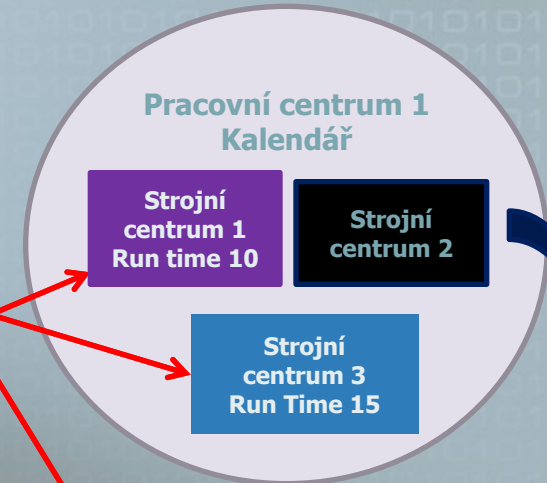 Pracovní centrum 1
Kalendář
Strojní
centrum 1
Run time 10
Strojní
centrum 2
Strojní
centrum 3
Run Time 15